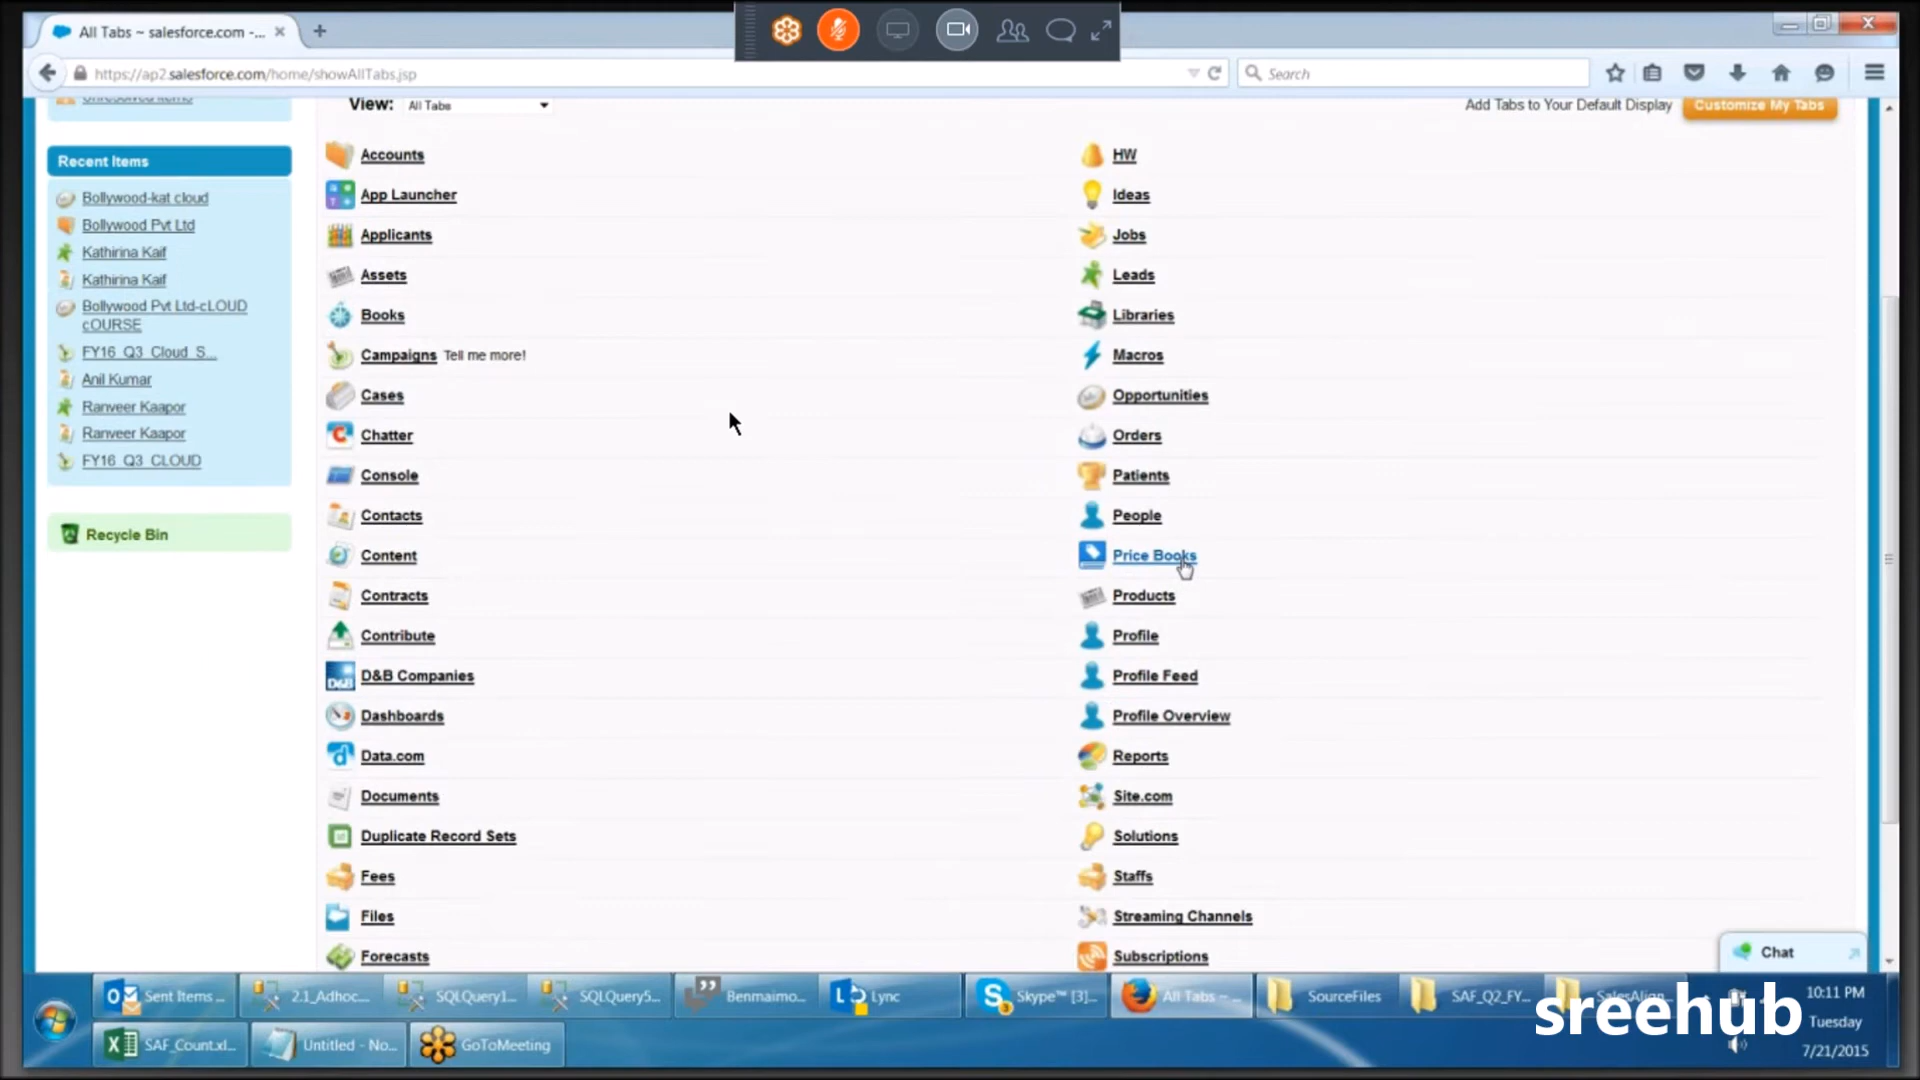 All Tabs ~ salesforce.com -...
https://ap2.salesforce.com/home/showAllTabs.jsp
Search
Unresolved Items
View: All Tabs
Add Tabs to Your Default Display
Customize My Tabs
Recent Items
Bollywood-kat cloud
Bollywood Pvt Ltd
Kathirina Kaif
Kathirina Kaif
Bollywood Pvt Ltd-cLOUD
cOURSE
FY16_Q3_Cloud_S...
Anil Kumar
Ranveer Kaapor
Ranveer Kaapor
FY16_Q3_CLOUD
Recycle Bin
Accounts
App Launcher
Applicants
Assets
Books
Campaigns Tell me more!
Cases
Chatter
Console
Contacts
Content
Contracts
Contribute
D&B Companies
Dashboards
Data.com
Documents
Duplicate Record Sets
Fees
Files
Forecasts
HW
Ideas
Jobs
Leads
Libraries
Macros
Opportunities
Orders
Patients
People
Price Books
Products
Profile
Profile Feed
Profile Overview
Reports
Site.com
Solutions
Staffs
Streaming Channels
Subscriptions
Chat
Sent Items ...
2.1_Adhoc...
SQLQuery1...
SQLQuery5...
Benmaimo...
Lync
Skype™ [3]...
All Tabs ~ ...
SourceFiles
SAF_Q2_FY...
SalesAlign...
10:11 PM
Tuesday
7/21/2015
SAF_Count.xl...
Untitled - No...
GoToMeeting
sreehub